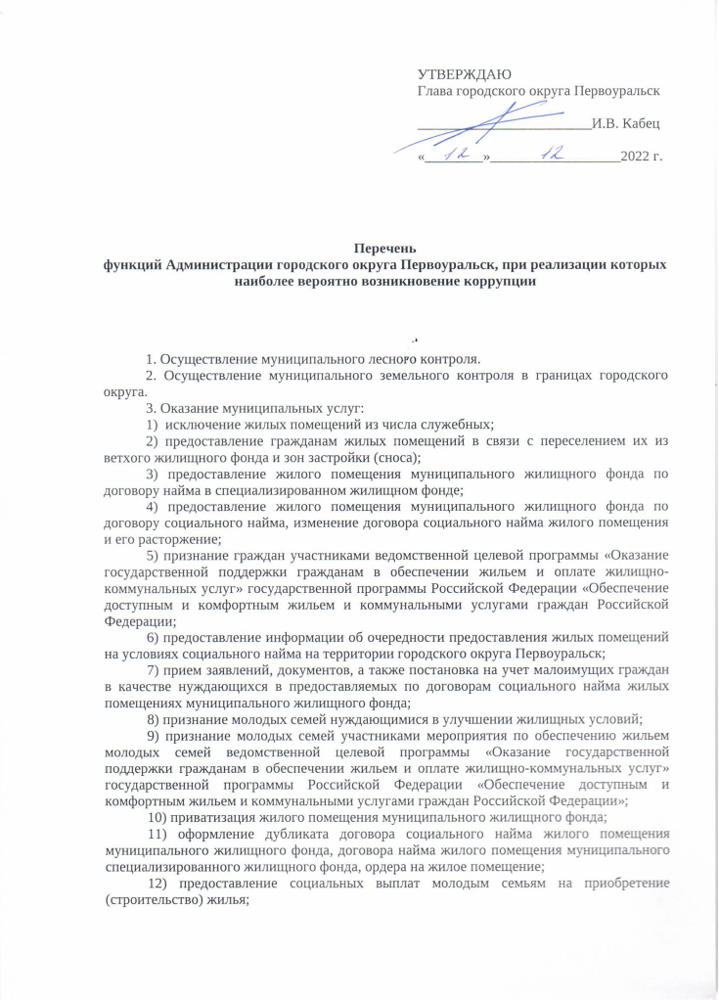 УТВЕРЖДАЮ
Глава городского округа Первоуральск
________________________И.В. Кабец
«12»12 2022 г.
Перечень
функций Администрации городского округа Первоуральск, при реализации которых
наиболее вероятно возникновение коррупции
1. Осуществление муниципального лесного контроля.
2. Осуществление муниципального земельного контроля в границах городского
округа.
3. Оказание муниципальных услуг:
1) исключение жилых помещений из числа служебных;
2) предоставление гражданам жилых помещений в связи с переселением их из
ветхого жилищного фонда и зон застройки (сноса);
3) предоставление жилого помещения муниципального жилищного фонда по
договору найма в специализированном жилищном фонде;
4) предоставление жилого помещения муниципального жилищного фонда по
договору социального найма, изменение договора социального найма жилого помещения
и его расторжение;
5) признание граждан участниками ведомственной целевой программы «Оказание
государственной поддержки гражданам в обеспечении жильем и оплате жилищно-
коммунальных услуг» государственной программы Российской Федерации «Обеспечение
доступным и комфортным жильем и коммунальными услугами граждан Российской
Федерации;
6) предоставление информации об очередности предоставления жилых помещений
на условиях социального найма на территории городского округа Первоуральск;
7) прием заявлений, документов, а также постановка на учет малоимущих граждан
в качестве нуждающихся в предоставляемых по договорам социального найма жилых
помещениях муниципального жилищного фонда;
8) признание молодых семей нуждающимися в улучшении жилищных условий;
9) признание молодых семей участниками мероприятия по обеспечению жильем
молодых семей ведомственной целевой программы «Оказание государственной
поддержки гражданам в обеспечении жильем и оплате жилищно-коммунальных услуг»
государственной программы Российской Федерации «Обеспечение доступным и
комфортным жильем и коммунальными услугами граждан Российской Федерации»;
10) приватизация жилого помещения муниципального жилищного фонда;
11) оформление дубликата договора социального найма жилого помещения
муниципального жилищного фонда, договора найма жилого помещения муниципального
специализированного жилищного фонда, ордера на жилое помещение;
12) предоставление социальных выплат молодым семьям на приобретение
(строительство) жилья;